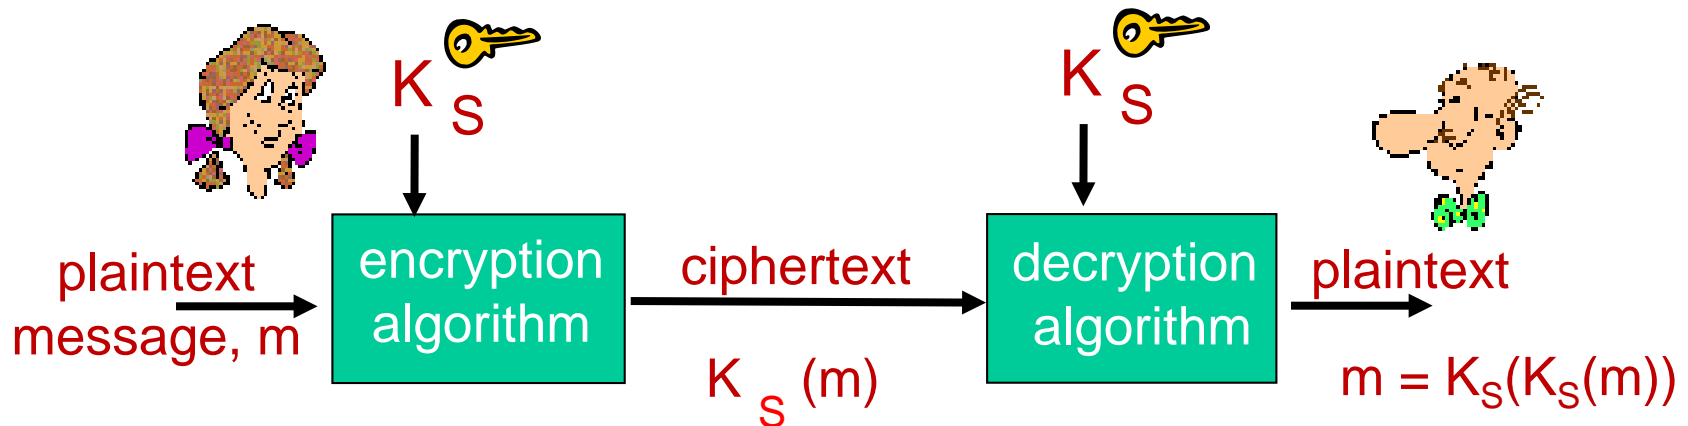 K S
K S
plaintext
message, m
encryption
algorithm
ciphertext
K S (m)
decryption
algorithm
plaintext
m = KS(KS(m))